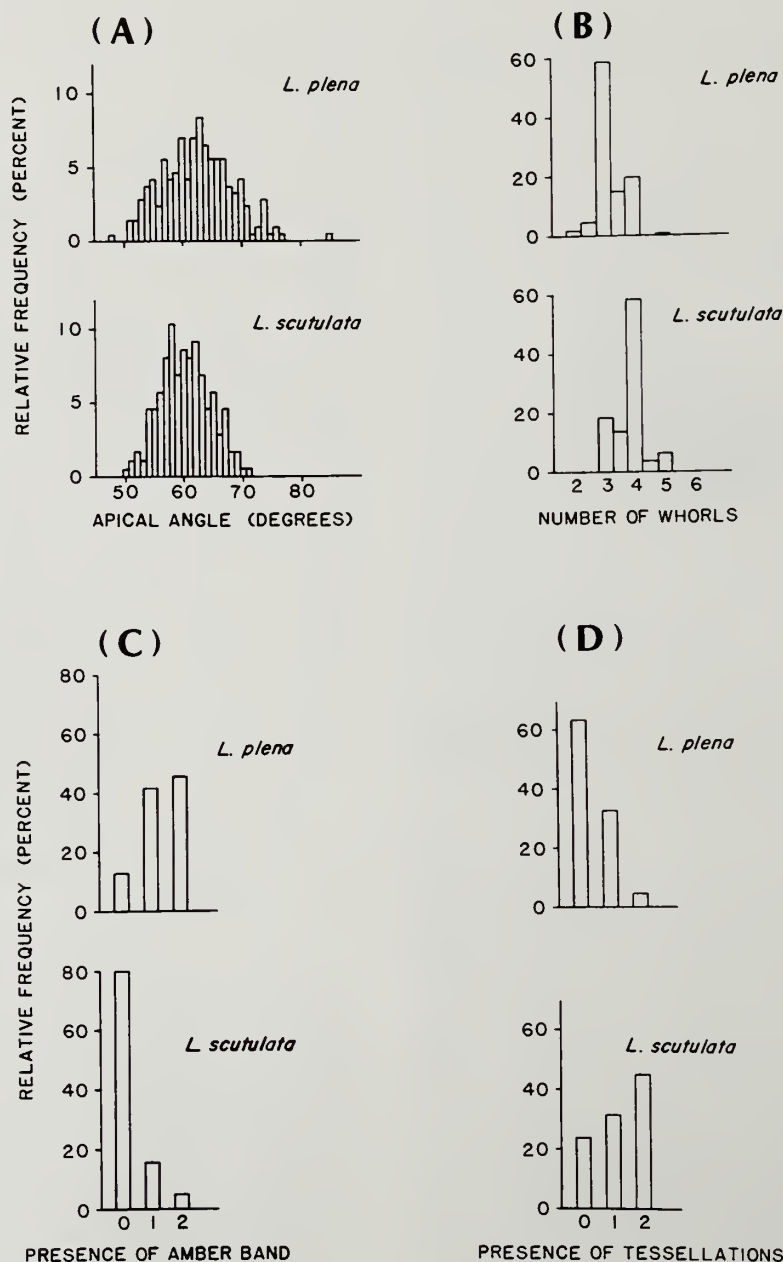 (A)
L. plena
10
5
0
L. scutulata
10
5
0
50 60 70 80
APICAL ANGLE (DEGREES)
RELATIVE FREQUENCY (PERCENT)
(B)
L. plena
60
40
20
0
L. scutulata
60
40
20
0
2 3 4 5 6
NUMBER OF WHORLS
(C)
80
60
40
20
0
L. plena
80
60
40
20
0
L. scutulata
0 1 2
PRESENCE OF AMBER BAND
RELATIVE FREQUENCY (PERCENT)
(D)
60
40
20
0
L. plena
60
40
20
0
L. scutulata
0 1 2
PRESENCE OF TESSELLATIONS